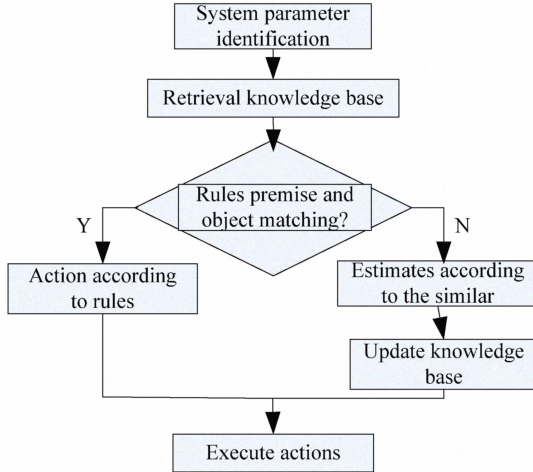 System parameter
identification
Retrieval knowledge base
Rules premise and
object matching?
Y
N
Action according
to rules
Estimates according
to the similar
Update knowledge
base
Execute actions